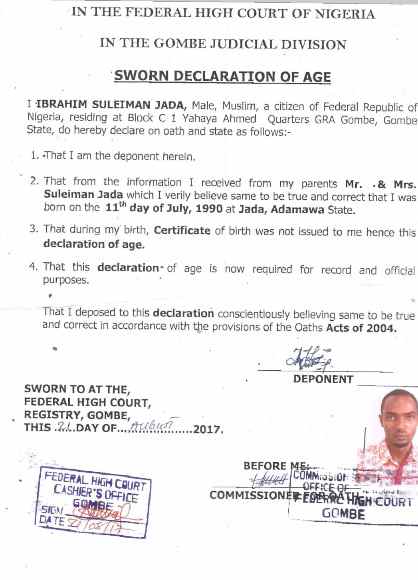 IN THE FEDERAL HIGH COURT OF NIGERIA
IN THE GOMBE JUDICIAL DIVISION
SWORN DECLARATION OF AGE
I IBRAHIM SULEIMAN JADA, Male, Muslim, a citizen of Federal Republic of
Nigeria, residing at Block C 1 Yahaya Ahmed Quarters GRA Gombe, Gombe
State, do hereby declare on oath and state as follows:-
1. That I am the deponent herein.
2. That from the information I received from my parents Mr. & Mrs.
Suleiman Jada which I verily believe same to be true and correct that I was
born on the 11th day of July, 1990 at Jada, Adamawa State.
3. That during my birth, Certificate of birth was not issued to me hence this
declaration of age.
4. That this declaration of age is now required for record and official
purposes.
That I deposed to this declaration conscientiously believing same to be true
and correct in accordance with the provisions of the Oaths Acts of 2004.
DEPONENT
SWORN TO AT THE,
FEDERAL HIGH COURT,
REGISTRY, GOMBE,
THIS 21 DAY OF....August....................2017.
BEFORE ME:
COMMISSIONER FOR OATH
FEDERAL HIGH COURT
CASHIER'S OFFICE
GOMBE
SIGN
DATE 21/08/17
OFFICE OF
FEDERAL HIGH COURT
GOMBE